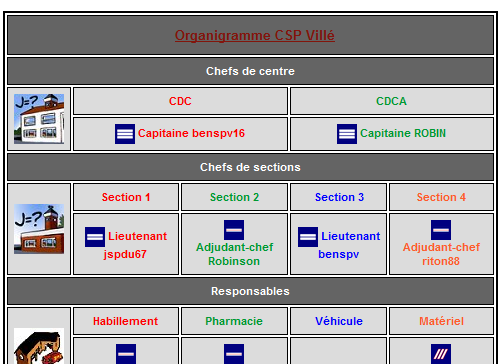 Organigramme CSP Villé
Chefs de centre
J=?
CDC
CDCA
Capitaine benspv16
Capitaine ROBIN
Chefs de sections
J=?
Section 1
Section 2
Section 3
Section 4
Lieutenant
jspdu67
Adjudant-chef
Robinson
Lieutenant
benspv
Adjudant-chef
riton88
Responsables
Habillement
Pharmacie
Véhicule
Matériel